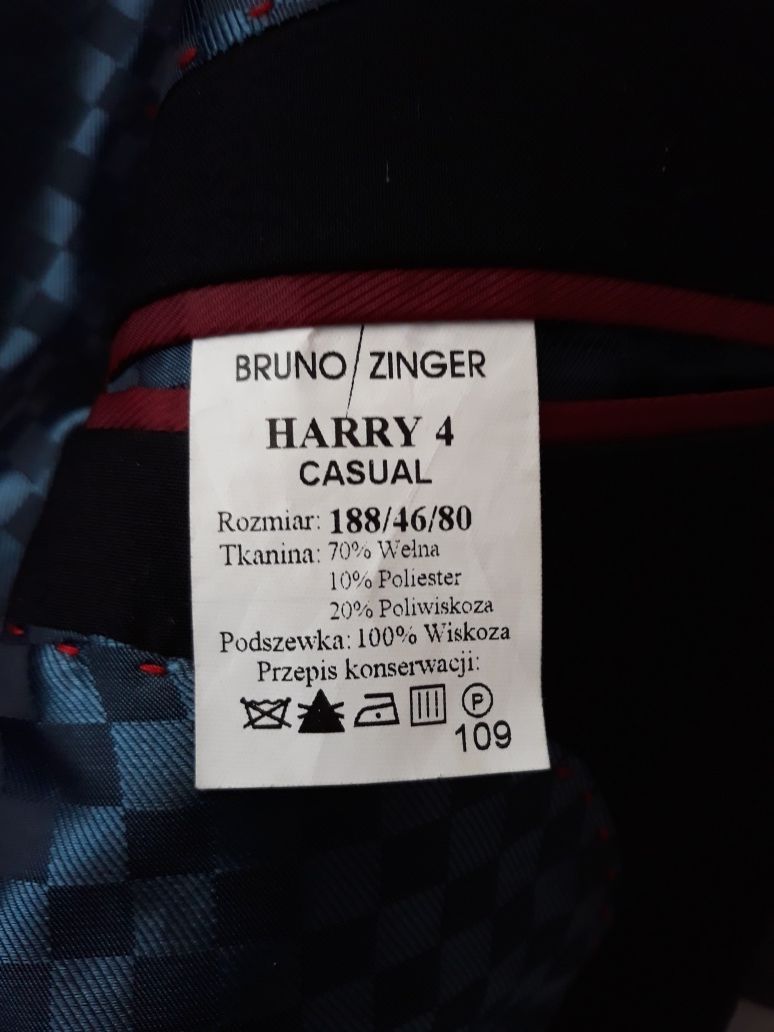 BRUNO/ZINGER
HARRY 4
CASUAL
Rozmiar: 188/46/80
Tkanina: 70% Wełna
10% Poliester
20% Poliwiskoza
Podszewka: 100% Wiskoza
Przepis konserwacji:
P
109